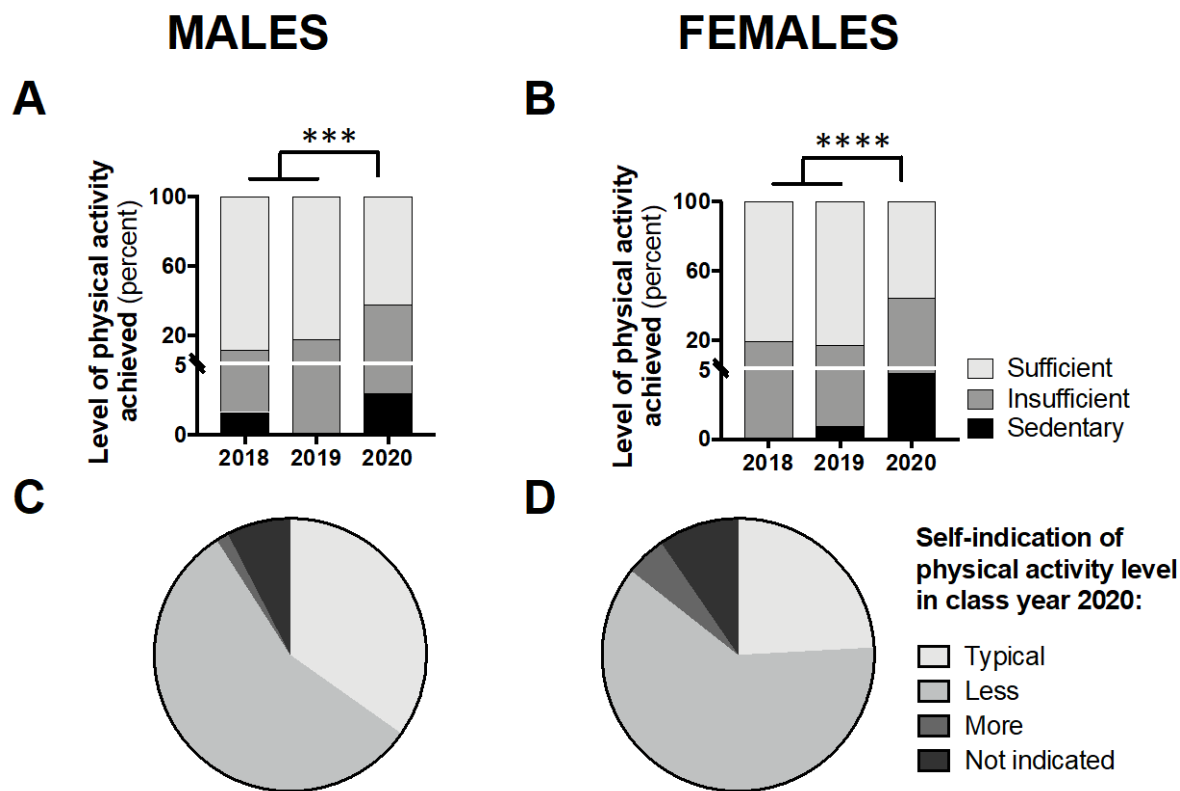 MALES
FEMALES
A
B
***
****
Level of physical activity
achieved (percent)
100
60
20
5
0
2018 2019 2020
Level of physical activity
achieved (percent)
100
60
20
5
0
2018 2019 2020
Sufficient
Insufficient
Sedentary
C
D
Self-indication of
physical activity level
in class year 2020:
Typical
Less
More
Not indicated